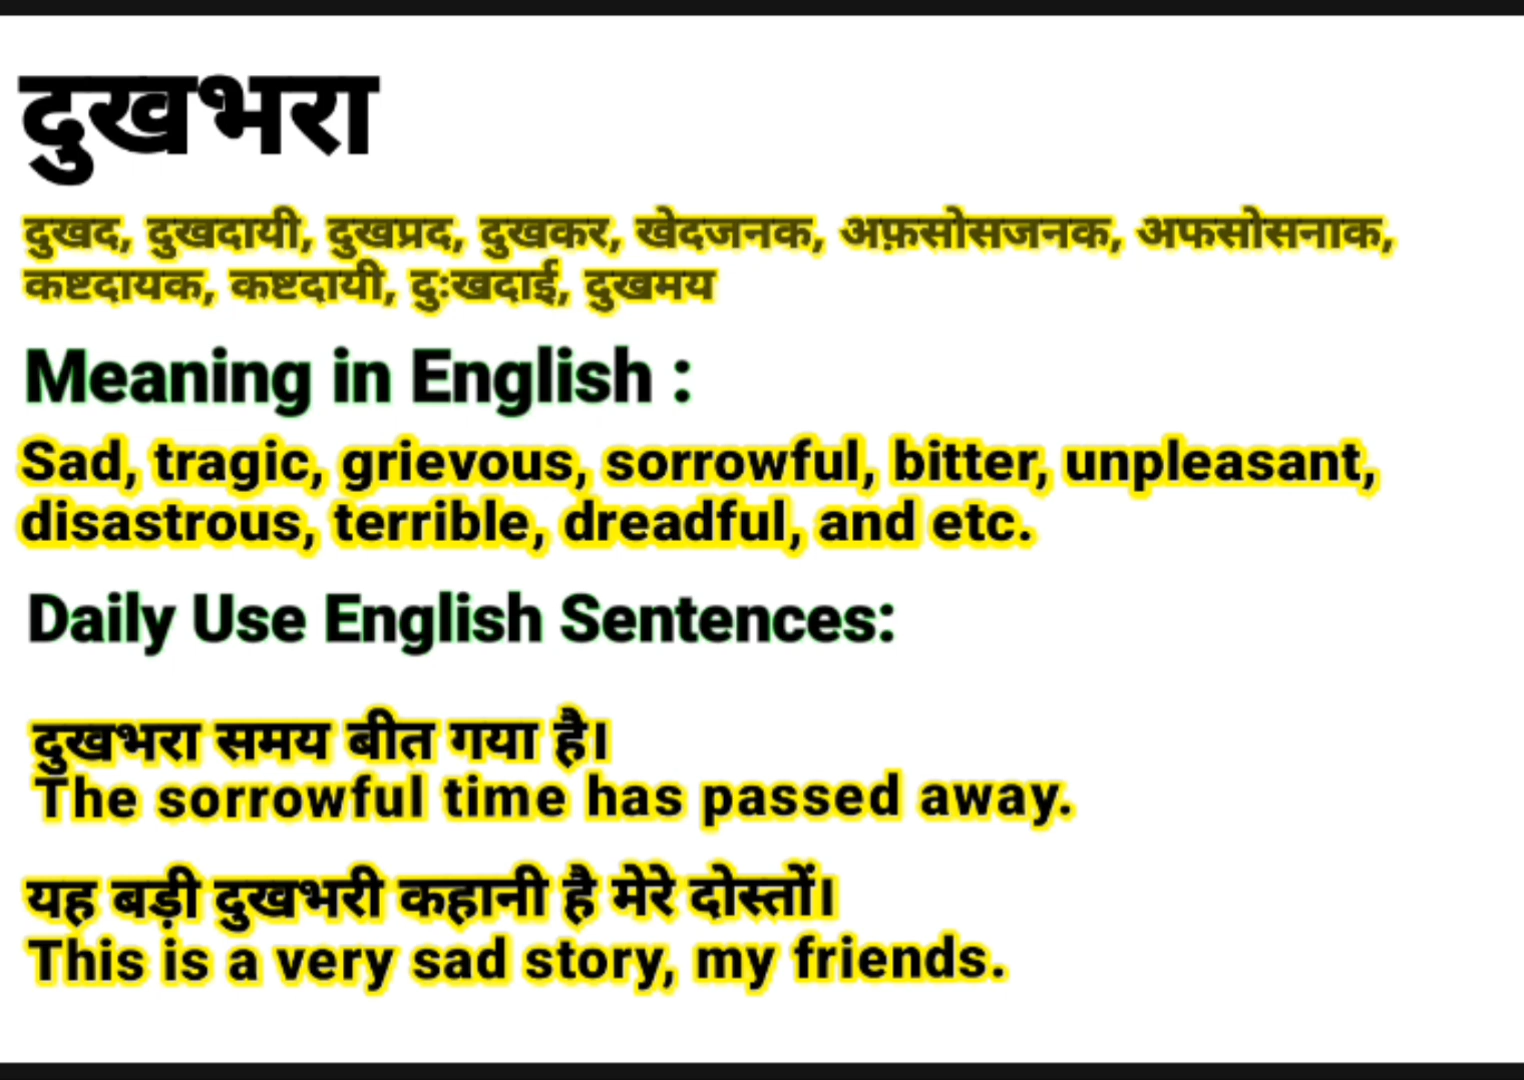 दुखभरा
दुखद, दुखदायी, दुखप्रद, दुखकर, खेदजनक, अफ़सोसजनक, अफसोसनाक,
कष्टदायक, कष्टदायी, दुःखदाई, दुखमय
Meaning in English :
Sad, tragic, grievous, sorrowful, bitter, unpleasant,
disastrous, terrible, dreadful, and etc.
Daily Use English Sentences:
दुखभरा समय बीत गया है।
The sorrowful time has passed away.
यह बड़ी दुखभरी कहानी है मेरे दोस्तों।
This is a very sad story, my friends.